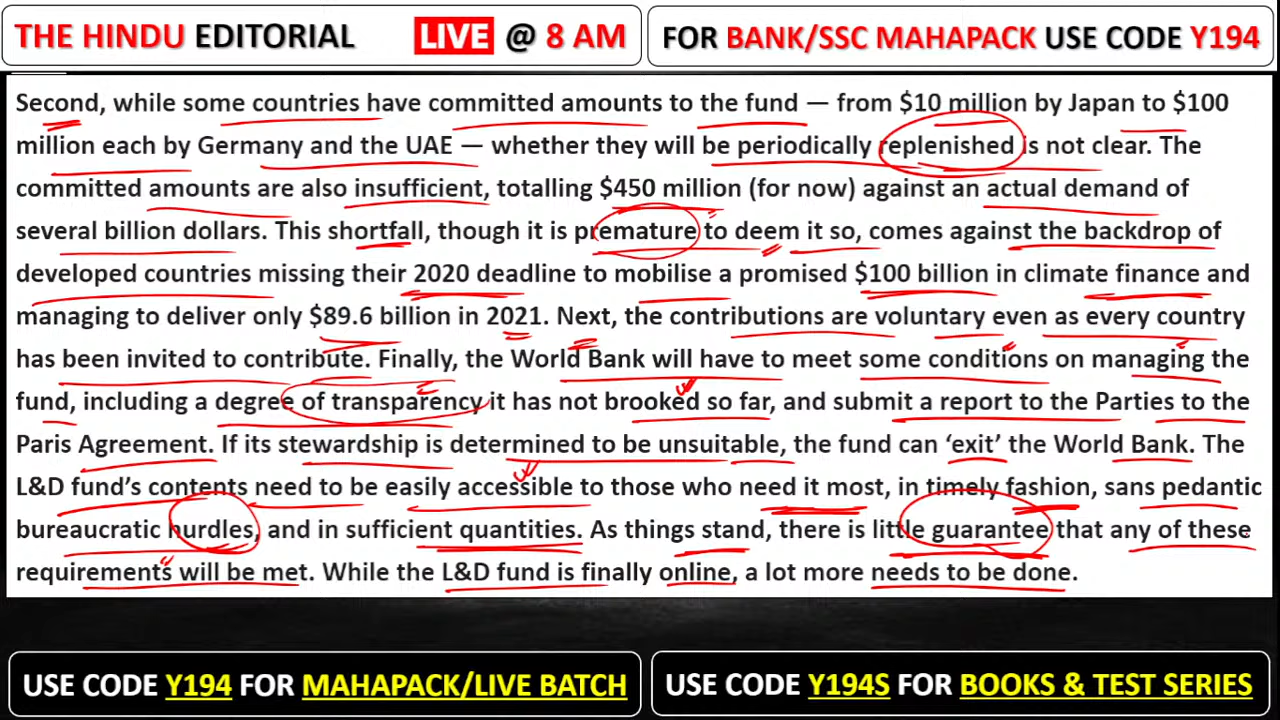 THE HINDU EDITORIAL LIVE @ 8 AM
FOR BANK/SSC MAHAPACK USE CODE Y194
Second, while some countries have committed amounts to the fund — from $10 million by Japan to $100
million each by Germany and the UAE — whether they will be periodically replenished is not clear. The
committed amounts are also insufficient, totalling $450 million (for now) against an actual demand of
several billion dollars. This shortfall, though it is premature to deem it so, comes against the backdrop of
developed countries missing their 2020 deadline to mobilise a promised $100 billion in climate finance and
managing to deliver only $89.6 billion in 2021. Next, the contributions are voluntary even as every country
has been invited to contribute. Finally, the World Bank will have to meet some conditions on managing the
fund, including a degree of transparency it has not brooked so far, and submit a report to the Parties to the
Paris Agreement. If its stewardship is determined to be unsuitable, the fund can ‘exit’ the World Bank. The
L&D fund’s contents need to be easily accessible to those who need it most, in timely fashion, sans pedantic
bureaucratic hurdles, and in sufficient quantities. As things stand, there is little guarantee that any of these
requirements will be met. While the L&D fund is finally online, a lot more needs to be done.
USE CODE Y194 FOR MAHAPACK/LIVE BATCH
USE CODE Y194S FOR BOOKS & TEST SERIES